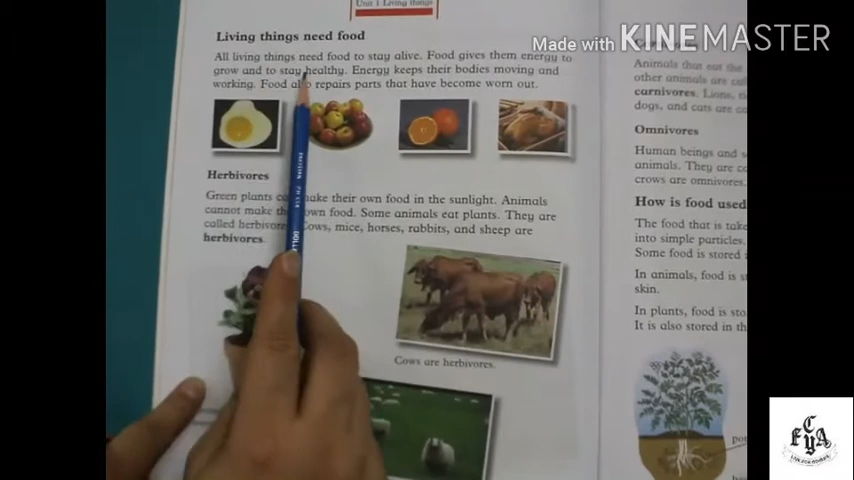 Unit 1 Living things
Living things need food
All living things need food to stay alive. Food gives them energy to
grow and to stay healthy. Energy keeps their bodies moving and
working. Food also repairs parts that have become worn out.
Herbivores
Green plants can make their own food in the sunlight. Animals
cannot make their own food. Some animals eat plants. They are
called herbivores. Cows, mice, horses, rabbits, and sheep are
herbivores.
Cows are herbivores.
Animals that eat the
other animals are cal
carnivores. Lions, ti
dogs, and cats are ca
Omnivores
Human beings and s
animals. They are c
crows are omnivores.
How is food used
The food that is take
into simple particles.
Some food is stored i
In animals, food is s
skin.
In plants, food is sto
It is also stored in th
Made with KINEMASTER